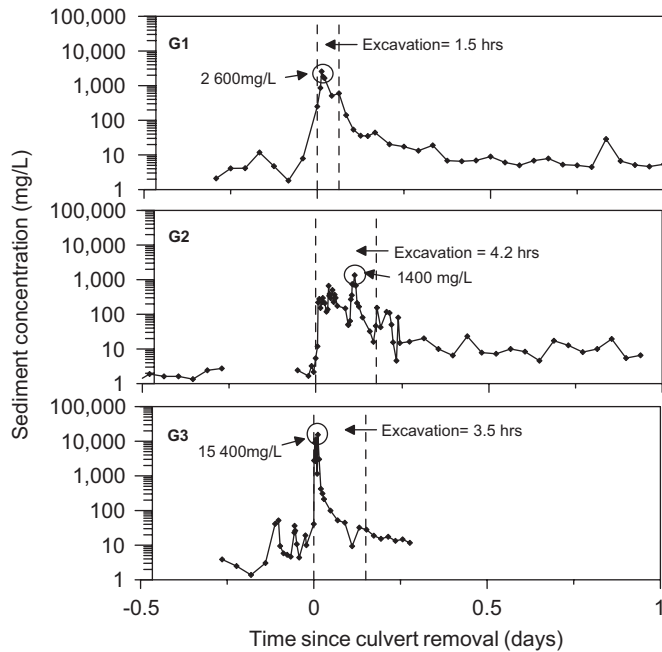 Sediment concentration (mg/L)
100,000
10,000
1,000
100
10
1
G1
Excavation= 1.5 hrs
2 600mg/L
100,000
10,000
1,000
100
10
1
G2
Excavation = 4.2 hrs
1400 mg/L
100,000
10,000
1,000
100
10
1
G3
Excavation= 3.5 hrs
15 400mg/L
-0.5
0
0.5
1
Time since culvert removal (days)